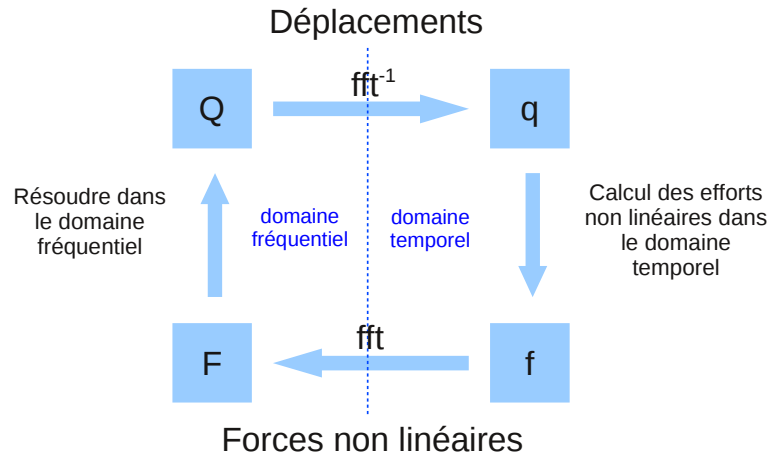 Déplacements
fft-1
Q
q
Résoudre dans
le domaine
fréquentiel
domaine
fréquentiel
domaine
temporel
Calcul des efforts
non linéaires dans
le domaine
temporel
fft
F
f
Forces non linéaires